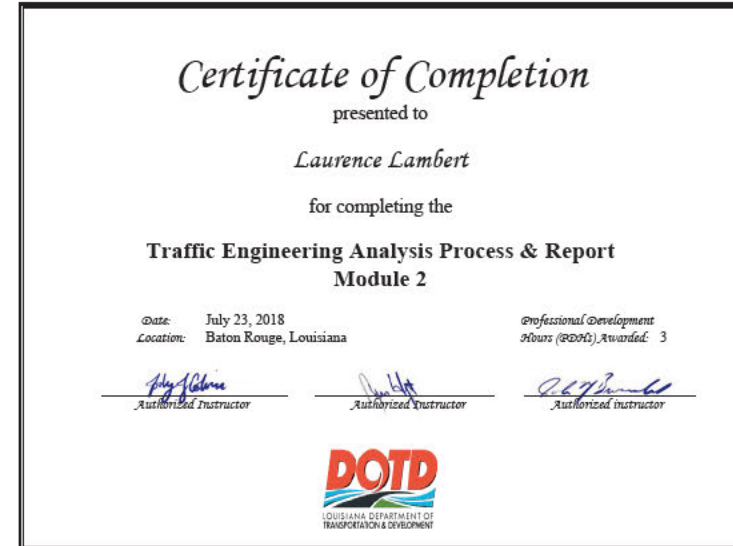 Certificate of Completion
presented to
Laurence Lambert
for completing the
Traffic Engineering Analysis Process & Report
Module 2
Date: July 23, 2018
Location: Baton Rouge, Louisiana
Professional Development
Hours (PDHs) Awarded: 3
Authorized Instructor
Authorized Instructor
Authorized instructor
DOTD
LOUISIANA DEPARTMENT OF
TRANSPORTATION & DEVELOPMENT